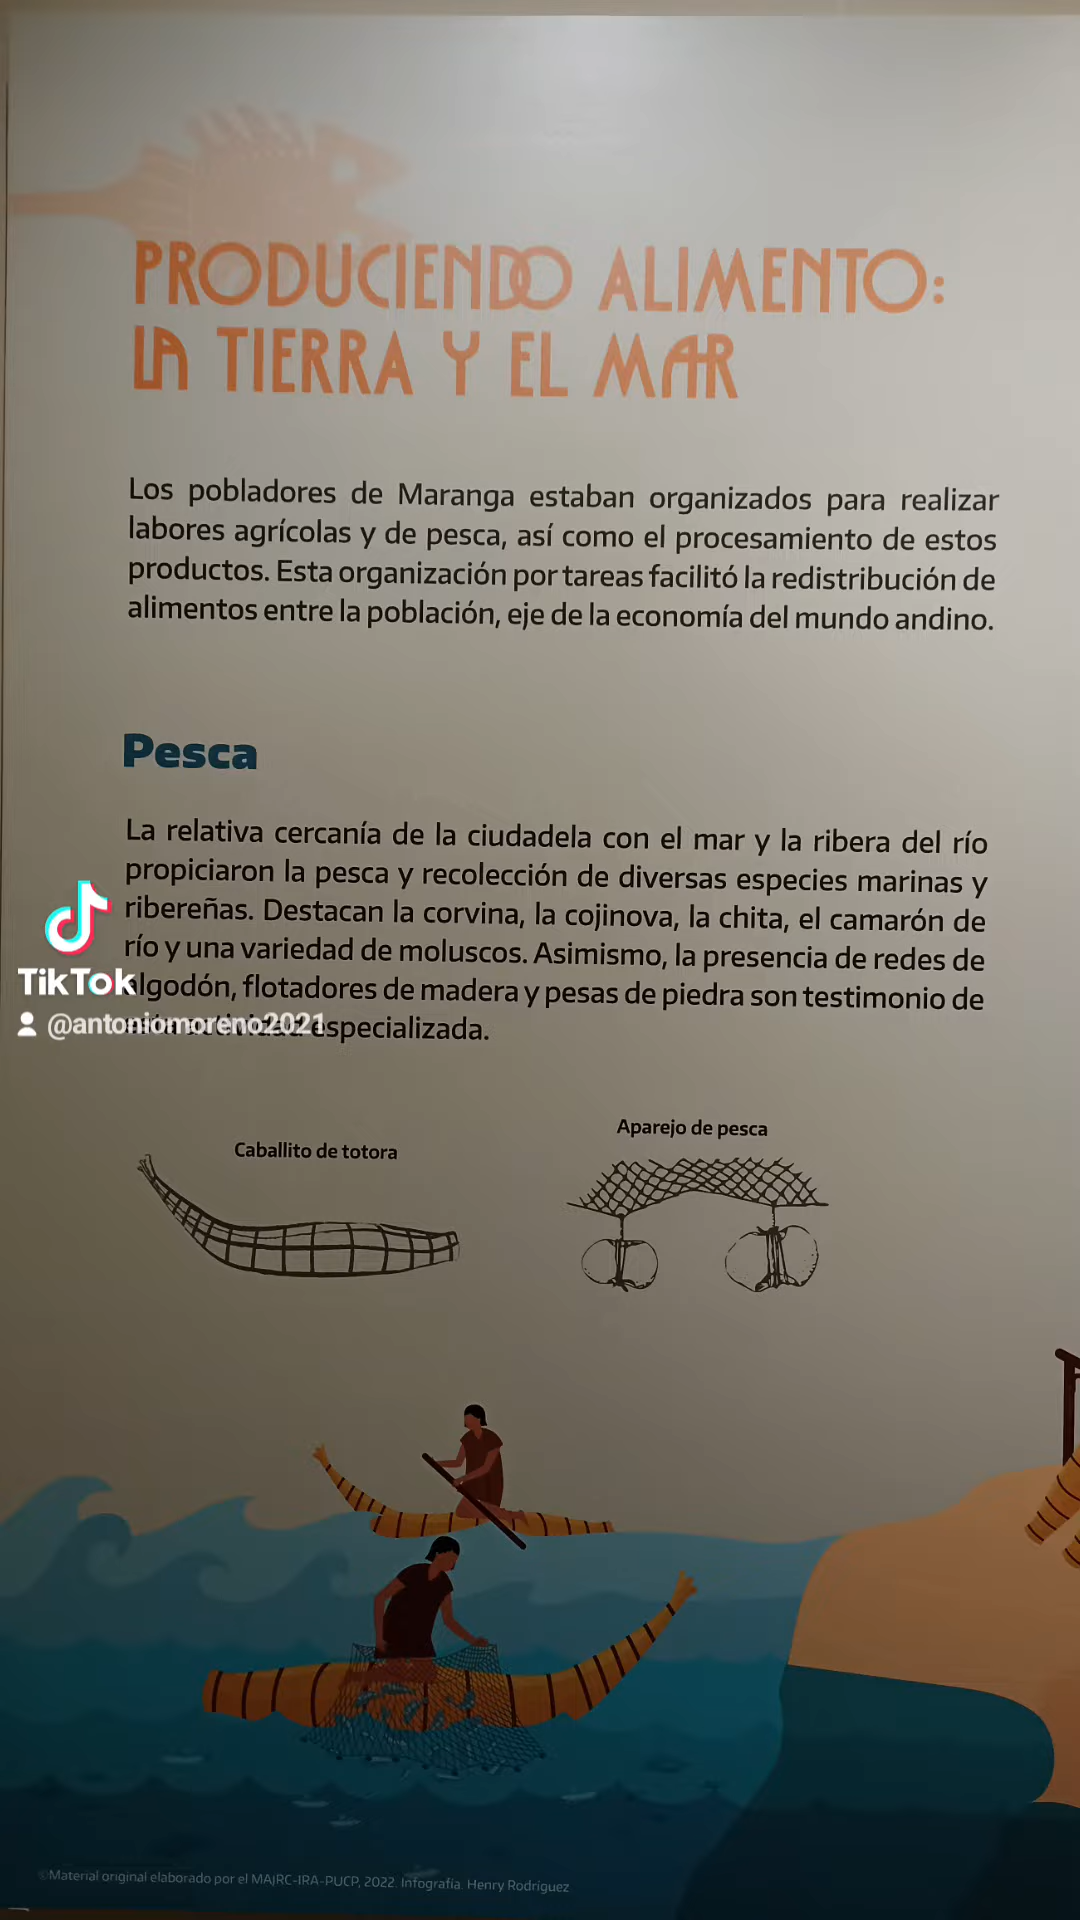 PRODUCIENDO ALIMENTO:
LA TIERRA Y EL MAR
Los pobladores de Maranga estaban organizados para realizar
labores agrícolas y de pesca, así como el procesamiento de estos
productos. Esta organización por tareas facilitó la redistribución de
alimentos entre la población, eje de la economía del mundo andino.
Pesca
La relativa cercanía de la ciudadela con el mar y la ribera del río
propiciaron la pesca y recolección de diversas especies marinas y
ribereñas. Destacan la corvina, la cojinova, la chita, el camarón de
río y una variedad de moluscos. Asimismo, la presencia de redes de
algodón, flotadores de madera y pesas de piedra son testimonio de
especializada.
TikTok
@antoniomoreno2021
Caballito de totora
Aparejo de pesca
©Material original elaborado por el MAJRC-IRA-PUCP, 2022. Infografía. Henry Rodríguez